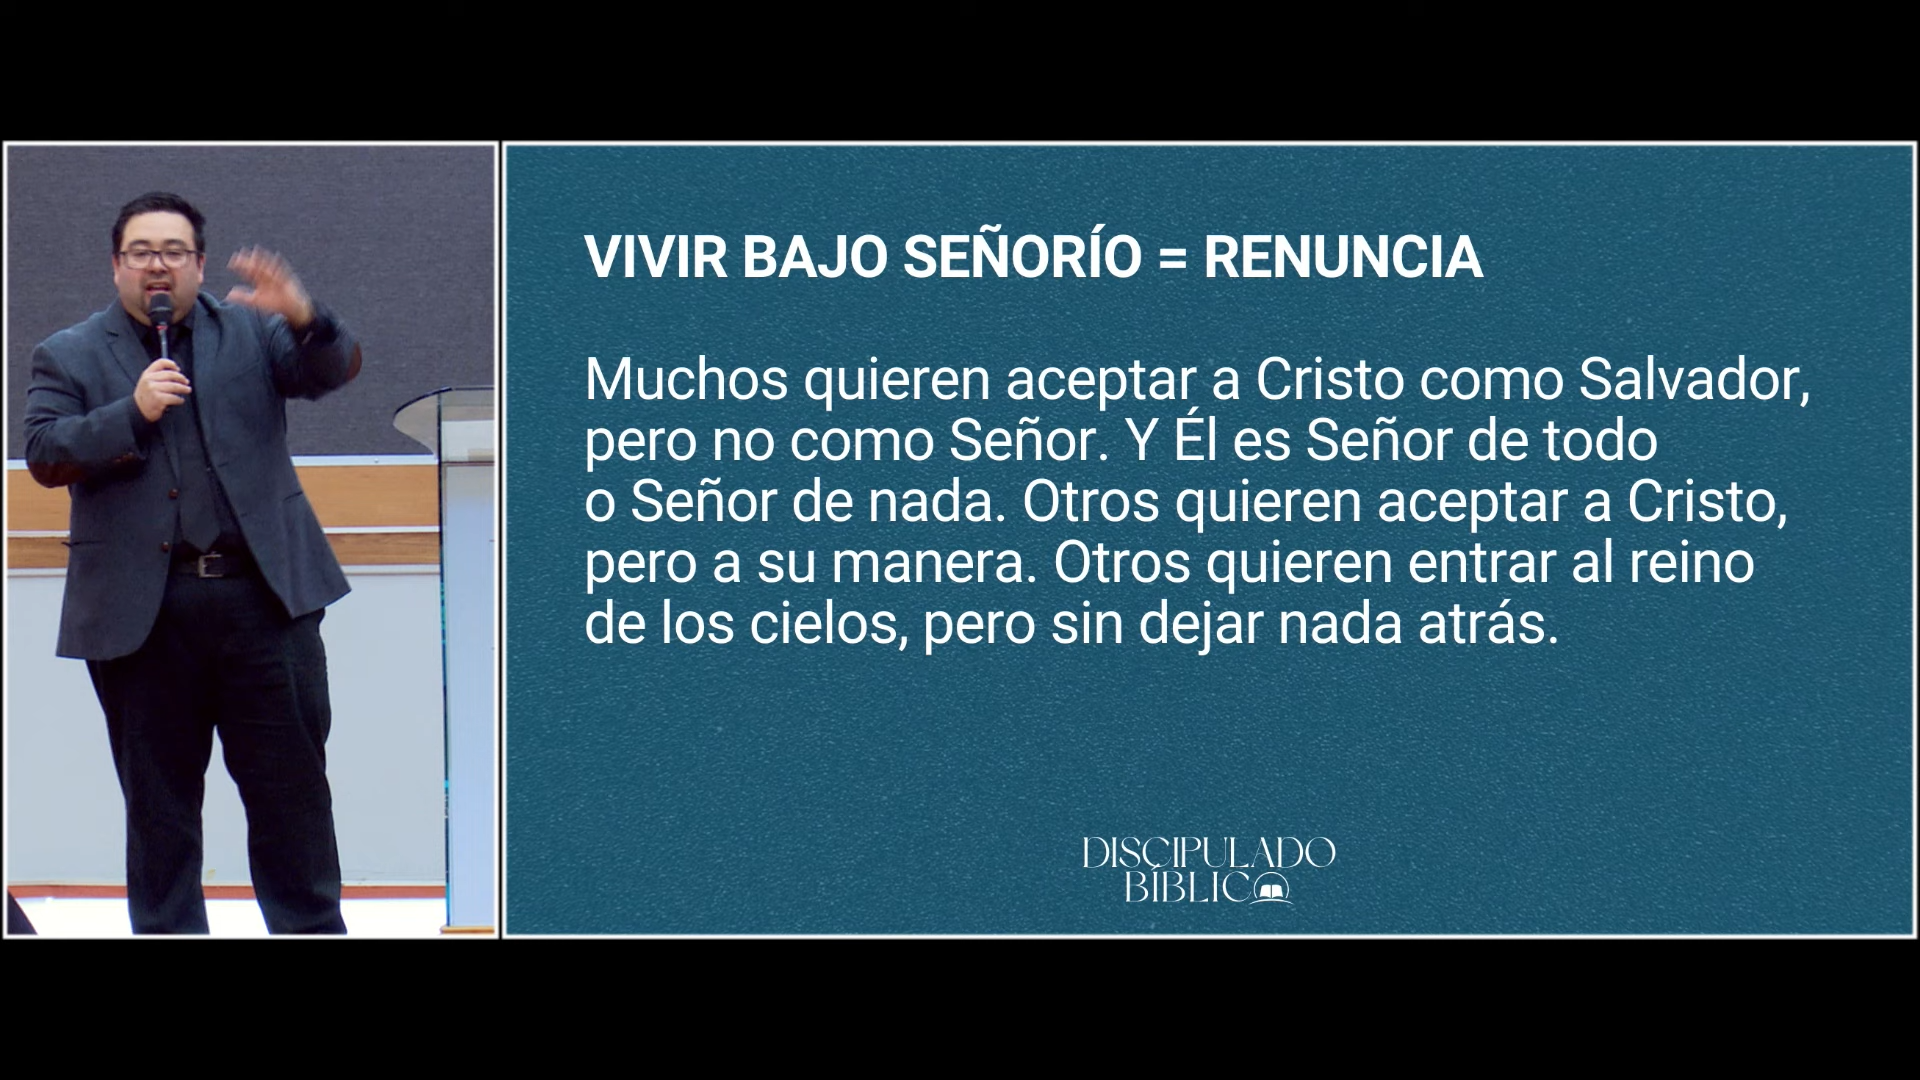 VIVIR BAJO SEÑORÍO = RENUNCIA
Muchos quieren aceptar a Cristo como Salvador,
pero no como Señor. Y Él es Señor de todo
o Señor de nada. Otros quieren aceptar a Cristo,
pero a su manera. Otros quieren entrar al reino
de los cielos, pero sin dejar nada atrás.
DISCIPULADO
BÍBLICO